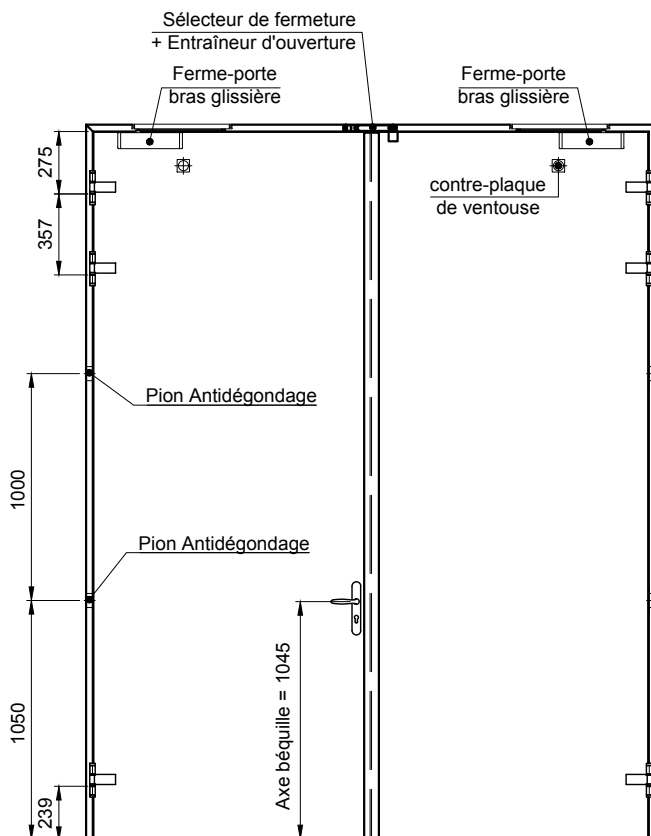 Sélecteur de fermeture
+ Entraîneur d'ouverture
Ferme-porte
bras glissière
Ferme-porte
bras glissière
275
contre-plaque
de ventouse
357
Pion Antidégondage
1000
Pion Antidégondage
Axe béquille = 1045
1050
239